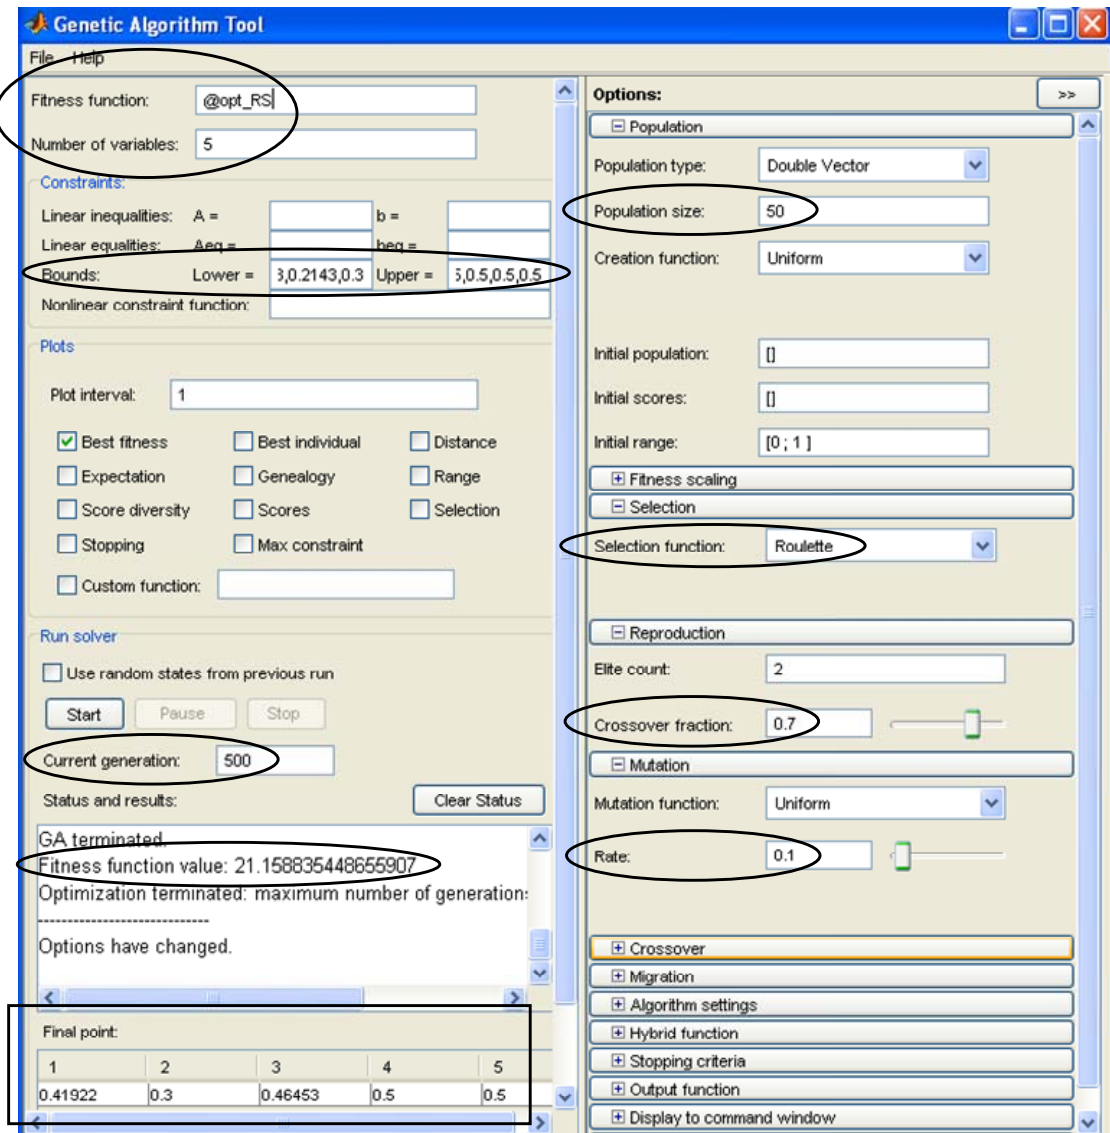 Genetic Algorithm Tool
File Help
Fitness function: @opt_RS
Number of variables: 5
Constraints:
Linear inequalities: A = b =
Linear equalities: Aeq = beq =
Bounds: Lower = 3,0.2143,0.3 Upper = 5,0.5,0.5,0.5
Nonlinear constraint function:
Plots
Plot interval: 1
Best fitness Best individual Distance
Expectation Genealogy Range
Score diversity Scores Selection
Stopping Max constraint
Custom function:
Run solver
Use random states from previous run
Start Pause Stop
Current generation: 500
Status and results: Clear Status
GA terminated.
Fitness function value: 21.158835448655907
Optimization terminated: maximum number of generations
------------------------------
Options have changed.
Final point:
1 2 3 4 5
0.41922 0.3 0.46453 0.5 0.5
Options: >>
Population
Population type: Double Vector
Population size: 50
Creation function: Uniform
Initial population: []
Initial scores: []
Initial range: [0 ; 1 ]
Fitness scaling
Selection
Selection function: Roulette
Reproduction
Elite count: 2
Crossover fraction: 0.7
Mutation
Mutation function: Uniform
Rate: 0.1
Crossover
Migration
Algorithm settings
Hybrid function
Stopping criteria
Output function
Display to command window